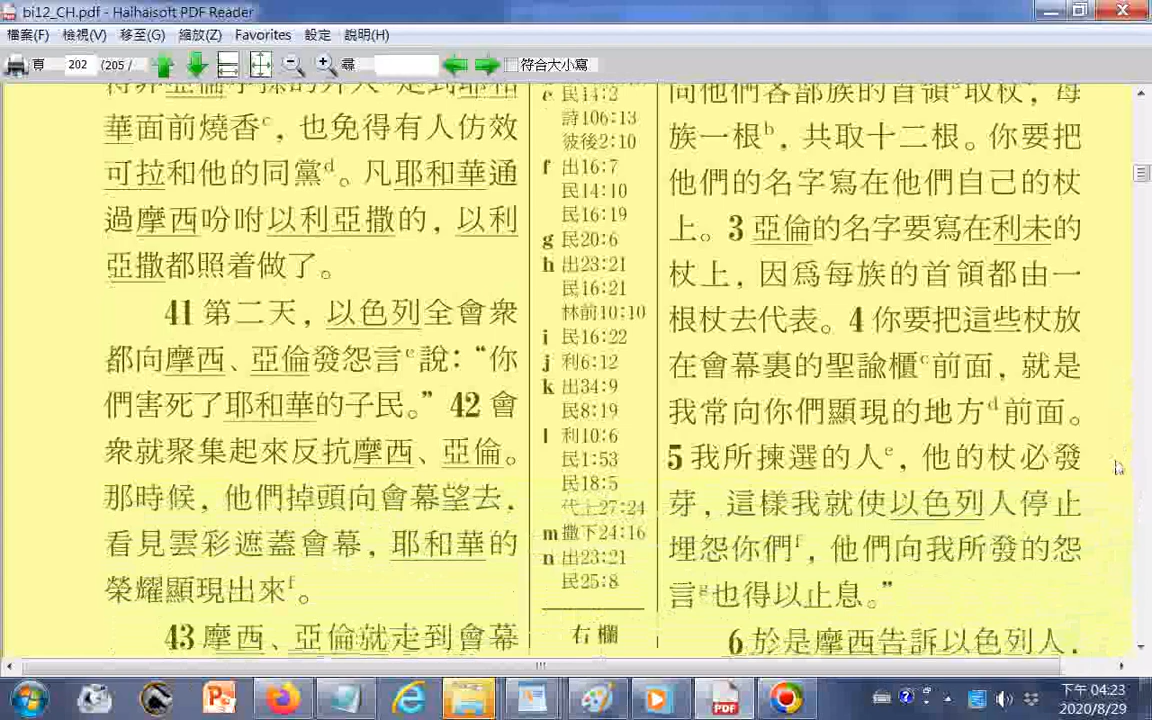 bi12_CH.pdf - Haihaisoft PDF Reader
檔案(F) 檢視(V) 移至(G) 縮放(Z) Favorites 設定 說明(H)
頁 202 (205 / 尋 符合大小寫
華面前燒香ᶜ，也免得有人仿效
可拉和他的同黨ᵈ。凡耶和華通
過摩西吩咐以利亞撒的，以利
亞撒都照着做了。
41 第二天，以色列全會衆
都向摩西、亞倫發怨言ᵉ說：“你
們害死了耶和華的子民。” 42 會
衆就聚集起來反抗摩西、亞倫。
那時候，他們掉頭向會幕望去，
看見雲彩遮蓋會幕，耶和華的
榮耀顯現出來ᶠ。
43 摩西、亞倫就走到會幕
e 民14:2
詩106:13
彼後2:10
f 出16:7
民14:10
民16:19
g 民20:6
h 出23:21
民16:21
林前10:10
i 民16:22
j 利6:12
k 出34:9
民8:19
l 利10:6
民1:53
民18:5
代上27:24
m 撒下24:16
n 出23:21
民25:8
右欄
向他們各部族的首領ᵃ取杖，每
族一根ᵇ，共取十二根。你要把
他們的名字寫在他們自己的杖
上。3 亞倫的名字要寫在利未的
杖上，因爲每族的首領都由一
根杖去代表。4 你要把這些杖放
在會幕裏的聖諭櫃ᶜ前面，就是
我常向你們顯現的地方ᵈ前面。
5 我所揀選的人ᵉ，他的杖必發
芽，這樣我就使以色列人停止
埋怨你們ᶠ，他們向我所發的怨
言ᵍ也得以止息。”
6 於是摩西告訴以色列人，
下午 04:23
2020/8/29